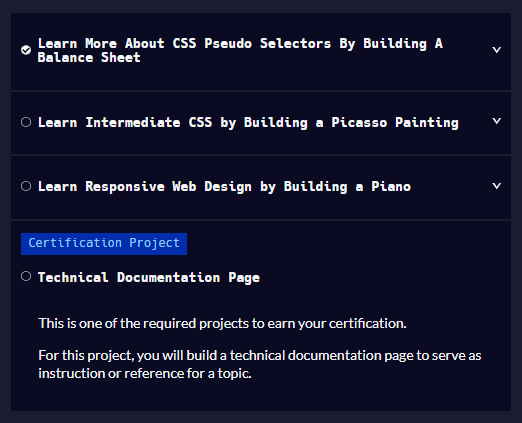 Learn More About CSS Pseudo Selectors By Building A
Balance Sheet
Learn Intermediate CSS by Building a Picasso Painting
Learn Responsive Web Design by Building a Piano
Certification Project
Technical Documentation Page
This is one of the required projects to earn your certification.
For this project, you will build a technical documentation page to serve as
instruction or reference for a topic.